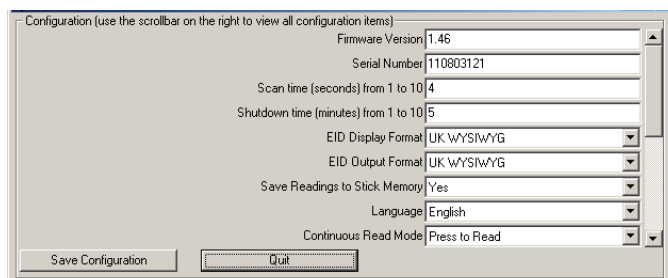 Configuration (use the scrollbar on the right to view all configuration items)
Firmware Version 1.46
Serial Number 110803121
Scan time (seconds) from 1 to 10 4
Shutdown time (minutes) from 1 to 10 5
EID Display Format UK WYSIWYG
EID Output Format UK WYSIWYG
Save Readings to Stick Memory Yes
Language English
Continuous Read Mode Press to Read
Save Configuration Quit